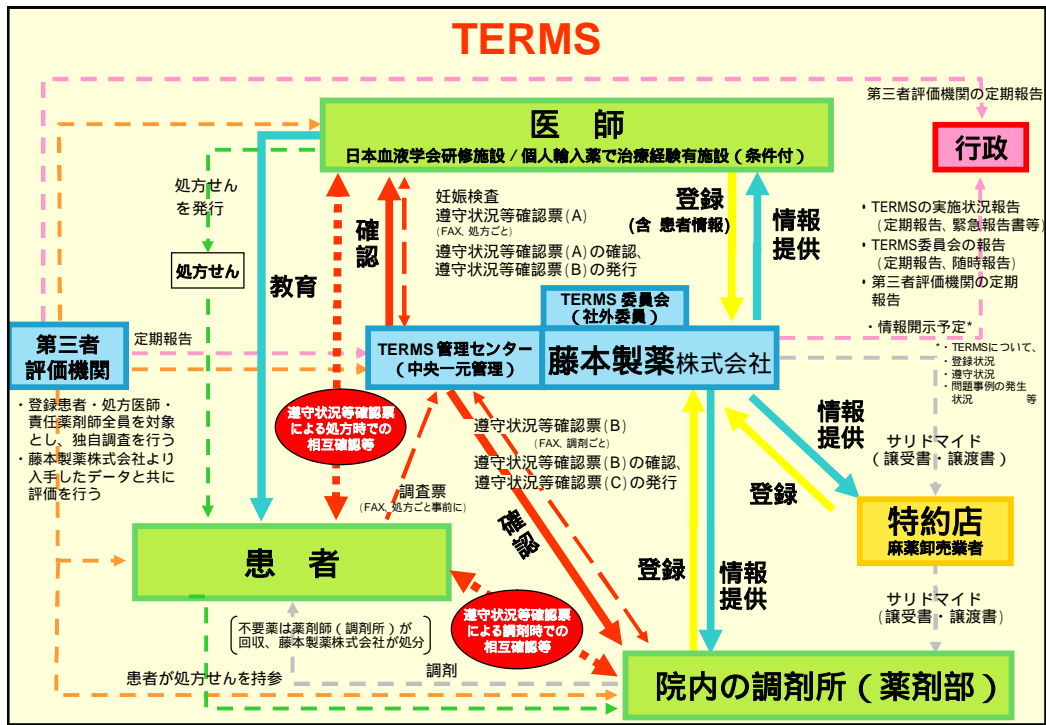 TERMS
第三者評価機関の定期報告
医 師
日本血液学会研修施設 / 個人輸入薬で治療経験有施設（条件付）
行政
処方せん
を発行
処方せん
教育
確認
妊娠検査
遵守状況等確認票(A)
(FAX、処方ごと)
遵守状況等確認票(A)の確認、
遵守状況等確認票(B)の発行
登録
(含 患者情報)
情報
提供
・TERMSの実施状況報告
(定期報告、緊急報告書等)
・TERMS委員会の報告
(定期報告、随時報告)
・第三者評価機関の定期
報告
・情報開示予定*
*・TERMSについて、
・登録状況
・遵守状況
・問題事例の発生
状況 等
TERMS 委員会
（社外委員）
第三者
評価機関
定期報告
TERMS 管理センター
（中央一元管理）
藤本製薬株式会社
・登録患者・処方医師・
責任薬剤師全員を対象
とし、独自調査を行う
・藤本製薬株式会社より
入手したデータと共に
評価を行う
遵守状況等確認票
による処方時での
相互確認等
遵守状況等確認票(B)
(FAX、調剤ごと)
遵守状況等確認票(B)の確認、
遵守状況等確認票(C)の発行
調査票
(FAX、処方ごと事前に)
確認
情報
提供
登録
サリドマイド
（譲受書・譲渡書）
特約店
麻薬卸売業者
患 者
登録
情報
提供
サリドマイド
(譲受書・譲渡書)
遵守状況等確認票
による調剤時での
相互確認等
不要薬は薬剤師（調剤所）が
回収、藤本製薬株式会社が処分
調剤
患者が処方せんを持参
院内の調剤所（薬剤部）